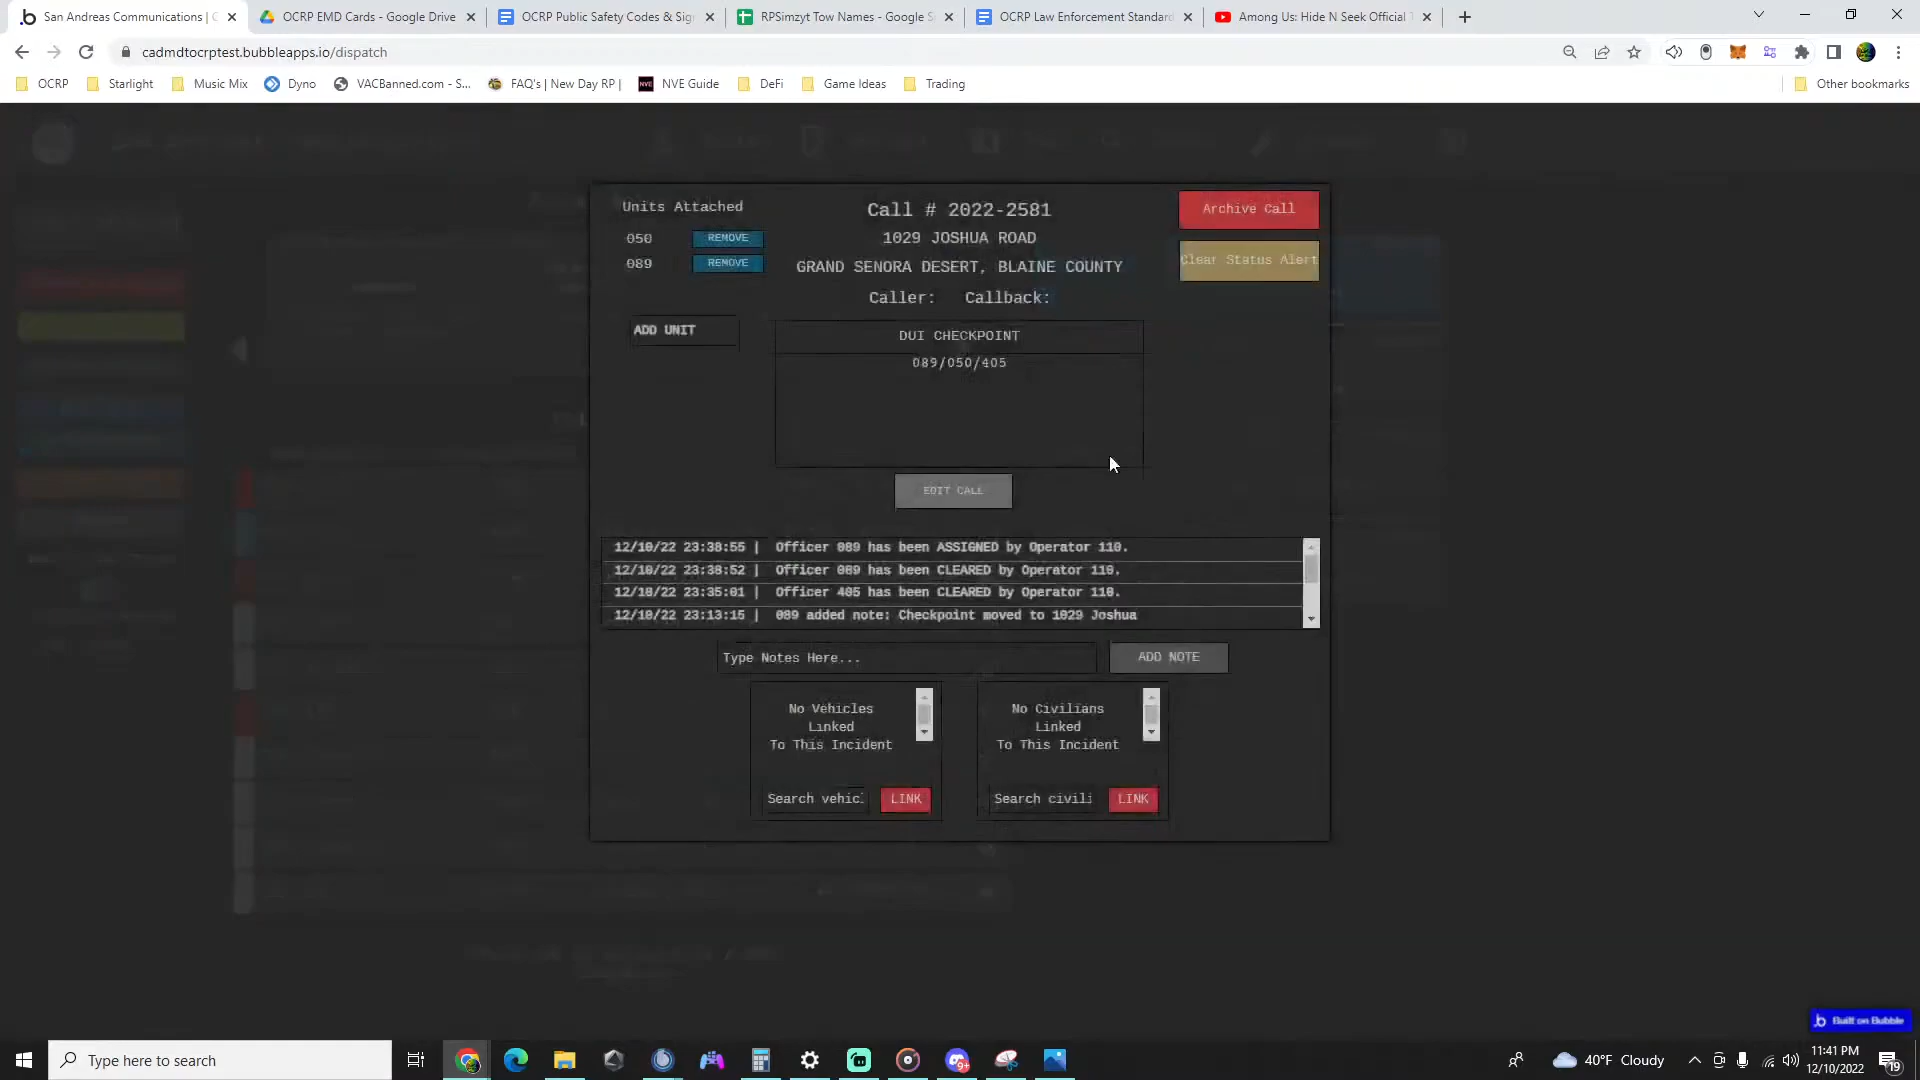 San Andreas Communications | C
OCRP EMD Cards - Google Drive
OCRP Public Safety Codes & Sig
RPSimzyt Tow Names - Google S
OCRP Law Enforcement Standard
Among Us: Hide N Seek Official T
cadmdtocrptest.bubbleapps.io/dispatch
OCRP
Starlight
Music Mix
Dyno
VACBanned.com - S...
FAQ's | New Day RP |
NVE Guide
DeFi
Game Ideas
Trading
Other bookmarks
Units Attached
050 REMOVE
089 REMOVE
ADD UNIT
Call # 2022-2581
1029 JOSHUA ROAD
GRAND SENORA DESERT, BLAINE COUNTY
Caller: Callback:
Archive Call
Clear Status Alert
DUI CHECKPOINT
089/050/405
EDIT CALL
12/10/22 23:38:55 | Officer 089 has been ASSIGNED by Operator 110.
12/10/22 23:38:52 | Officer 089 has been CLEARED by Operator 110.
12/10/22 23:35:01 | Officer 405 has been CLEARED by Operator 110.
12/10/22 23:13:15 | 089 added note: Checkpoint moved to 1029 Joshua
Type Notes Here...
ADD NOTE
No Vehicles
Linked
To This Incident
Search vehic
LINK
No Civilians
Linked
To This Incident
Search civili
LINK
Built on Bubble
Type here to search
9+
40°F Cloudy
11:41 PM
12/10/2022
19